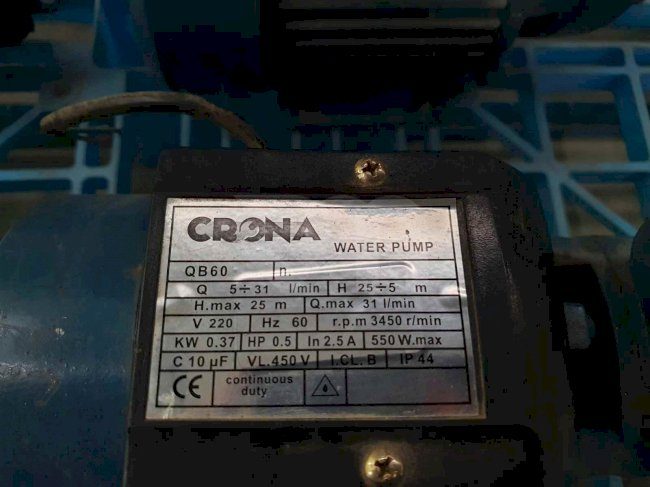 CRONA WATER PUMP
QB60 n.
Q 5÷31 l/min H 25÷5 m
H.max 25 m Q.max 31 l/min
V 220 Hz 60 r.p.m 3450 r/min
KW 0.37 HP 0.5 In 2.5 A 550 W.max
C 10 µF VL.450 V I.CL. B IP 44
CE continuous
duty